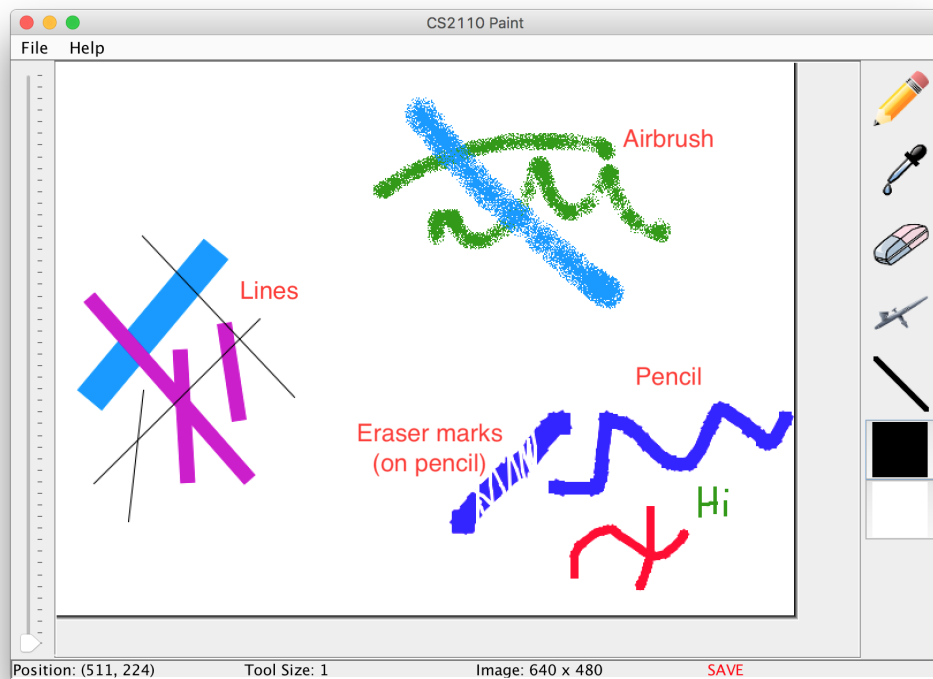 CS2110 Paint
File Help
Airbrush
Lines
Pencil
Eraser marks
(on pencil)
Hi
Position: (511, 224) Tool Size: 1 Image: 640 x 480 SAVE